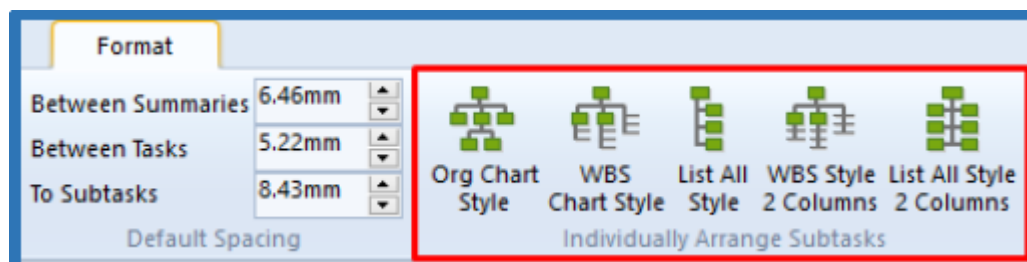 Format
Between Summaries 6.46mm
Between Tasks 5.22mm
To Subtasks 8.43mm
Default Spacing
Org Chart Style
WBS Chart Style
List All Style
WBS Style 2 Columns
List All Style 2 Columns
Individually Arrange Subtasks